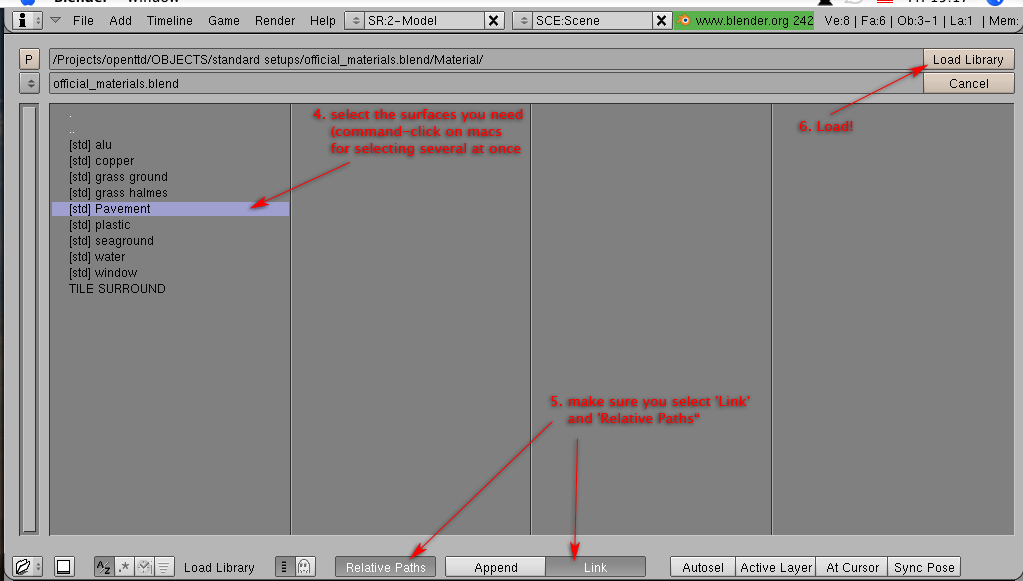 Blender Window Fri 19:17
File Add Timeline Game Render Help SR:2-Model SCE:Scene www.blender.org 242 Ve:8 | Fa:6 | Ob:3-1 | La:1 | Mem:
P /Projects/openttd/OBJECTS/standard setups/official_materials.blend/Material/ Load Library
official_materials.blend Cancel
.
..
[std] alu
[std] copper
[std] grass ground
[std] grass halmes
[std] Pavement
[std] plastic
[std] seaground
[std] water
[std] window
TILE SURROUND
4. select the surfaces you need
(command-click on macs
for selecting several at once
6. Load!
5. make sure you select 'Link'
and 'Relative Paths"
Load Library Relative Paths Append Link Autosel Active Layer At Cursor Sync Pose